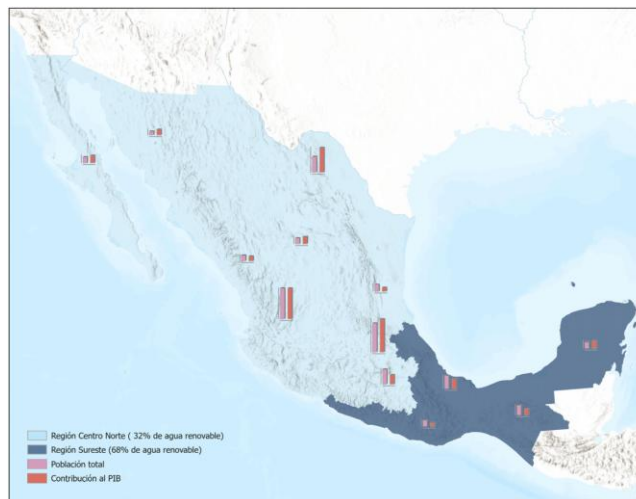 Región Centro Norte ( 32% de agua renovable)
Región Sureste (68% de agua renovable)
Población total
Contribución al PIB